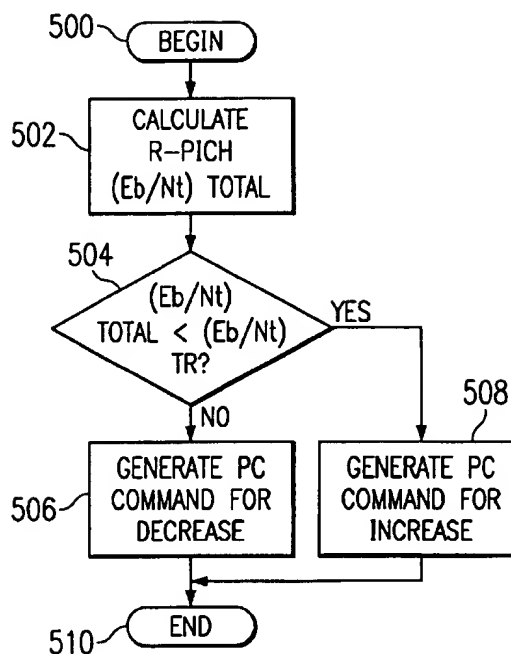 500
BEGIN
502
CALCULATE
R-PICH
(Eb/Nt) TOTAL
504
(Eb/Nt)
TOTAL < (Eb/Nt)
TR?
YES
NO
508
506
GENERATE PC
COMMAND FOR
DECREASE
GENERATE PC
COMMAND FOR
INCREASE
END
510